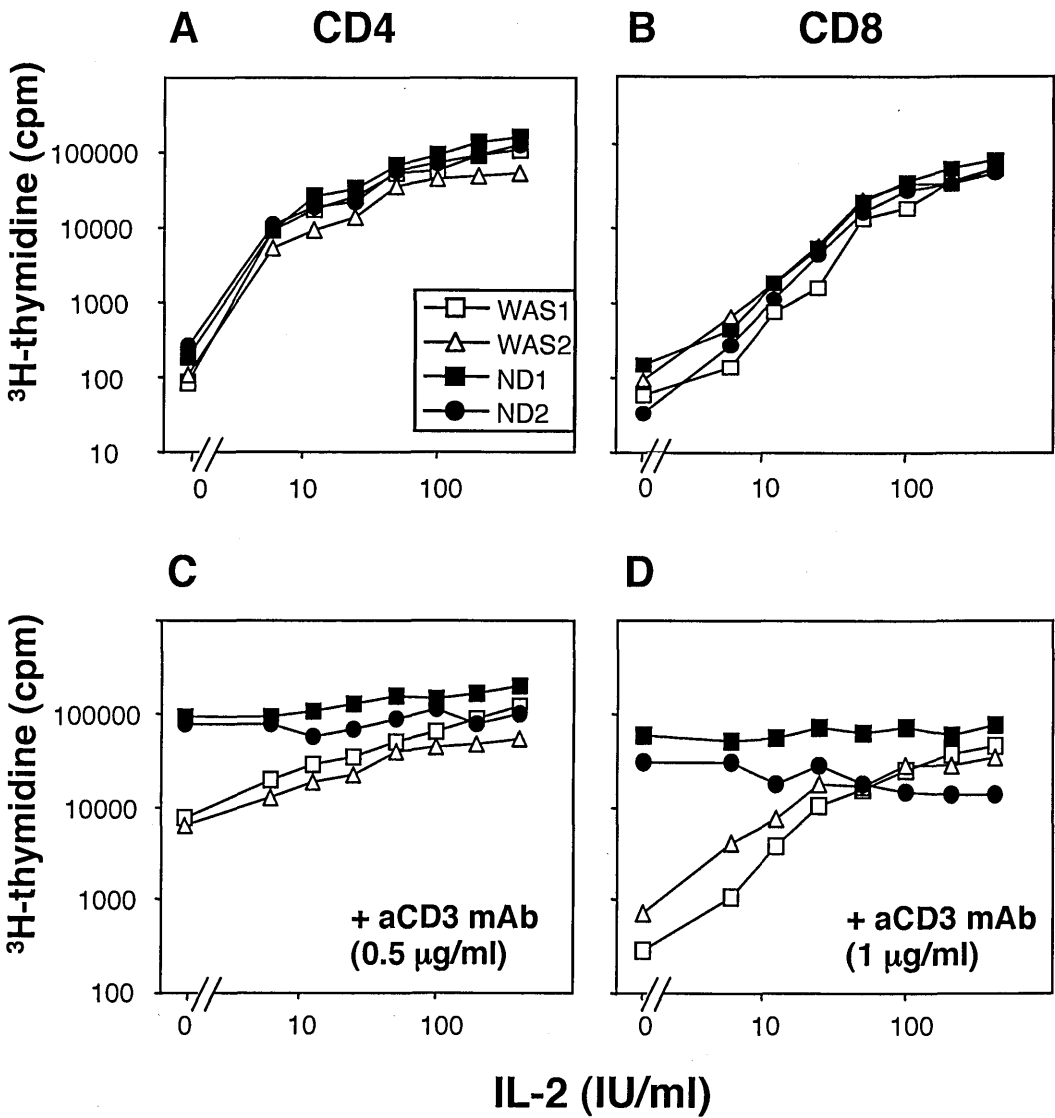 A CD4
B CD8
³H-thymidine (cpm)
100000
10000
1000
100
10
0 10 100
WAS1
WAS2
ND1
ND2
0 10 100
C
D
³H-thymidine (cpm)
100000
10000
1000
100
+ aCD3 mAb
(0.5 µg/ml)
0 10 100
+ aCD3 mAb
(1 µg/ml)
0 10 100
IL-2 (IU/ml)